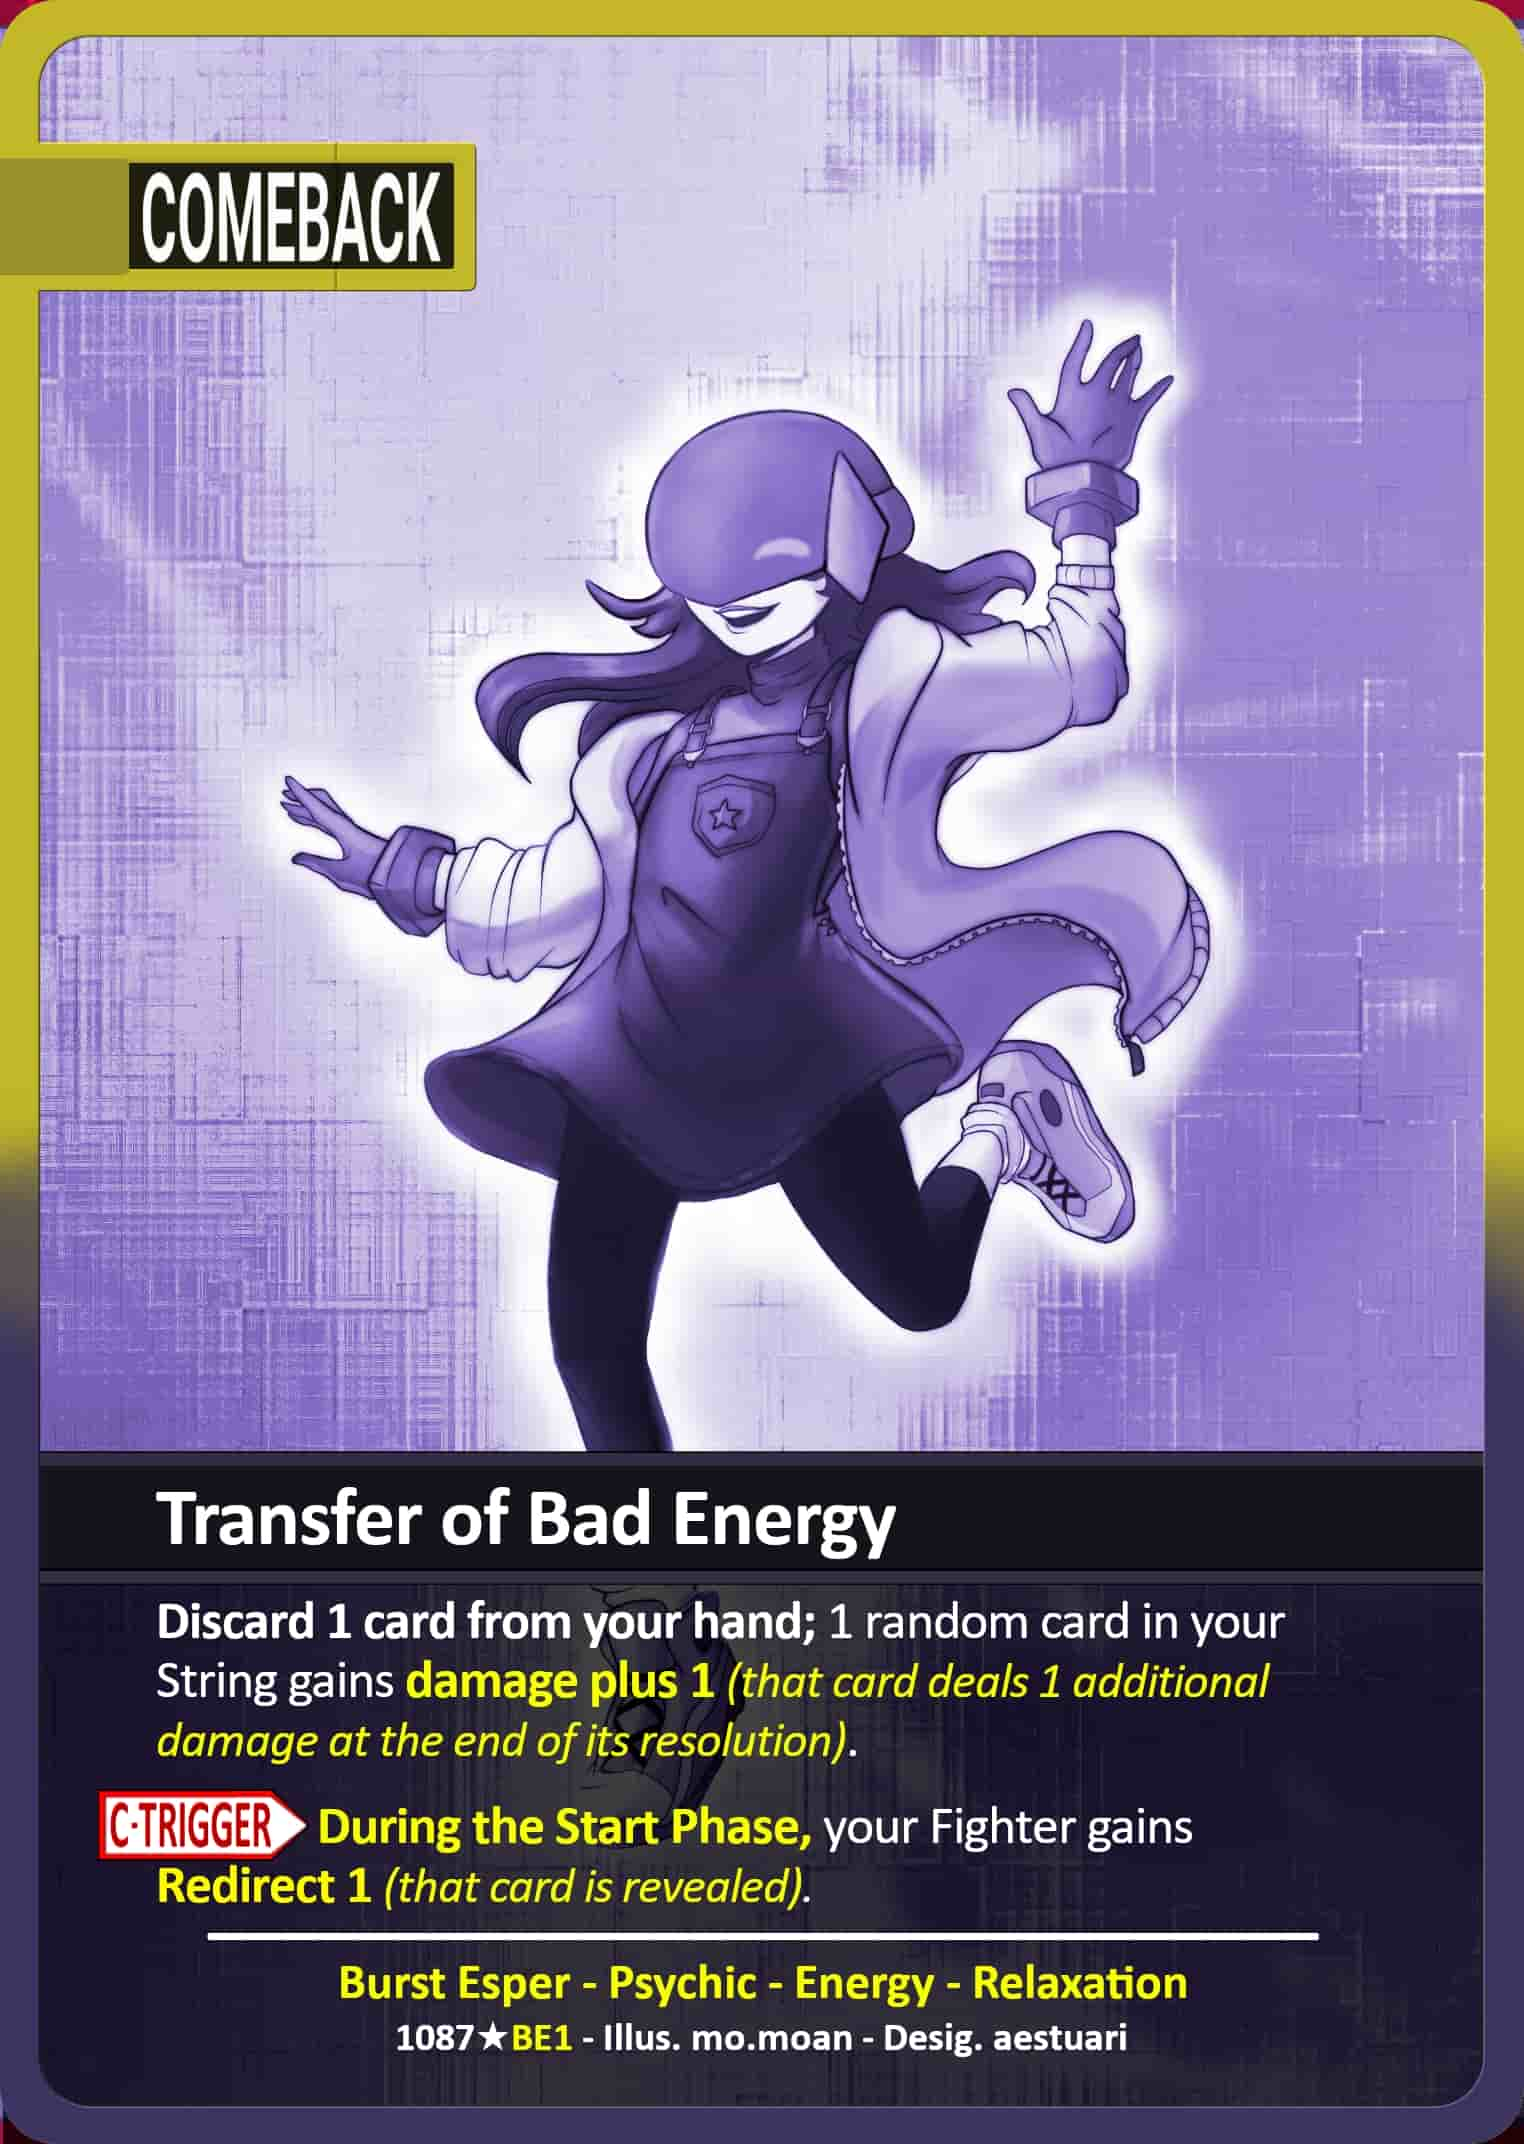 COMEBACK
Transfer of Bad Energy
Discard 1 card from your hand; 1 random card in your
String gains damage plus 1 (that card deals 1 additional
damage at the end of its resolution).
C-TRIGGER During the Start Phase, your Fighter gains
Redirect 1 (that card is revealed).
Burst Esper - Psychic - Energy - Relaxation
1087★BE1 - Illus. mo.moan - Desig. aestuari